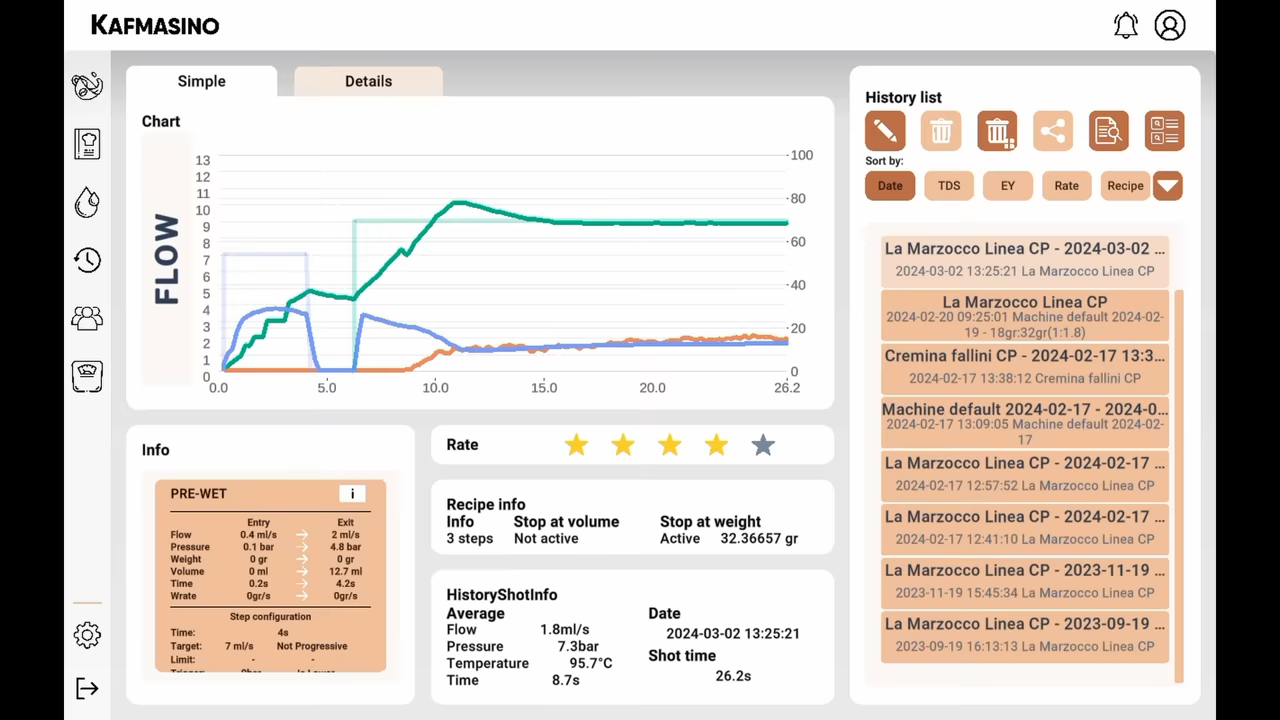 KAFMASINO
Simple
Details
Chart
FLOW
13
12
11
10
9
8
7
6
5
4
3
2
1
0
100
80
60
40
20
0
0.0 5.0 10.0 15.0 20.0 26.2
Info
PRE-WET i
Entry Exit
Flow 0.4 ml/s → 2 ml/s
Pressure 0.1 bar → 4.8 bar
Weight 0 gr → 0 gr
Volume 0 ml → 12.7 ml
Time 0.2s → 4.2s
Wrate 0gr/s → 0gr/s
Step configuration
Time: 4s
Target: 7 ml/s Not Progressive
Limit: - -
Rate
Recipe info
Info Stop at volume Stop at weight
3 steps Not active Active 32.36657 gr
HistoryShotInfo
Average
Flow 1.8ml/s
Pressure 7.3bar
Temperature 95.7°C
Time 8.7s
Date
2024-03-02 13:25:21
Shot time
26.2s
History list
Sort by:
Date TDS EY Rate Recipe
La Marzocco Linea CP - 2024-03-02 ...
2024-03-02 13:25:21 La Marzocco Linea CP
La Marzocco Linea CP
2024-02-20 09:25:01 Machine default 2024-02-
19 - 18gr:32gr(1:1.8)
Cremina fallini CP - 2024-02-17 13:3...
2024-02-17 13:38:12 Cremina fallini CP
Machine default 2024-02-17 - 2024-0...
2024-02-17 13:09:05 Machine default 2024-02-
17
La Marzocco Linea CP - 2024-02-17 ...
2024-02-17 12:57:52 La Marzocco Linea CP
La Marzocco Linea CP - 2024-02-17 ...
2024-02-17 12:41:10 La Marzocco Linea CP
La Marzocco Linea CP - 2023-11-19 ...
2023-11-19 15:45:34 La Marzocco Linea CP
La Marzocco Linea CP - 2023-09-19 ...
2023-09-19 16:13:13 La Marzocco Linea CP